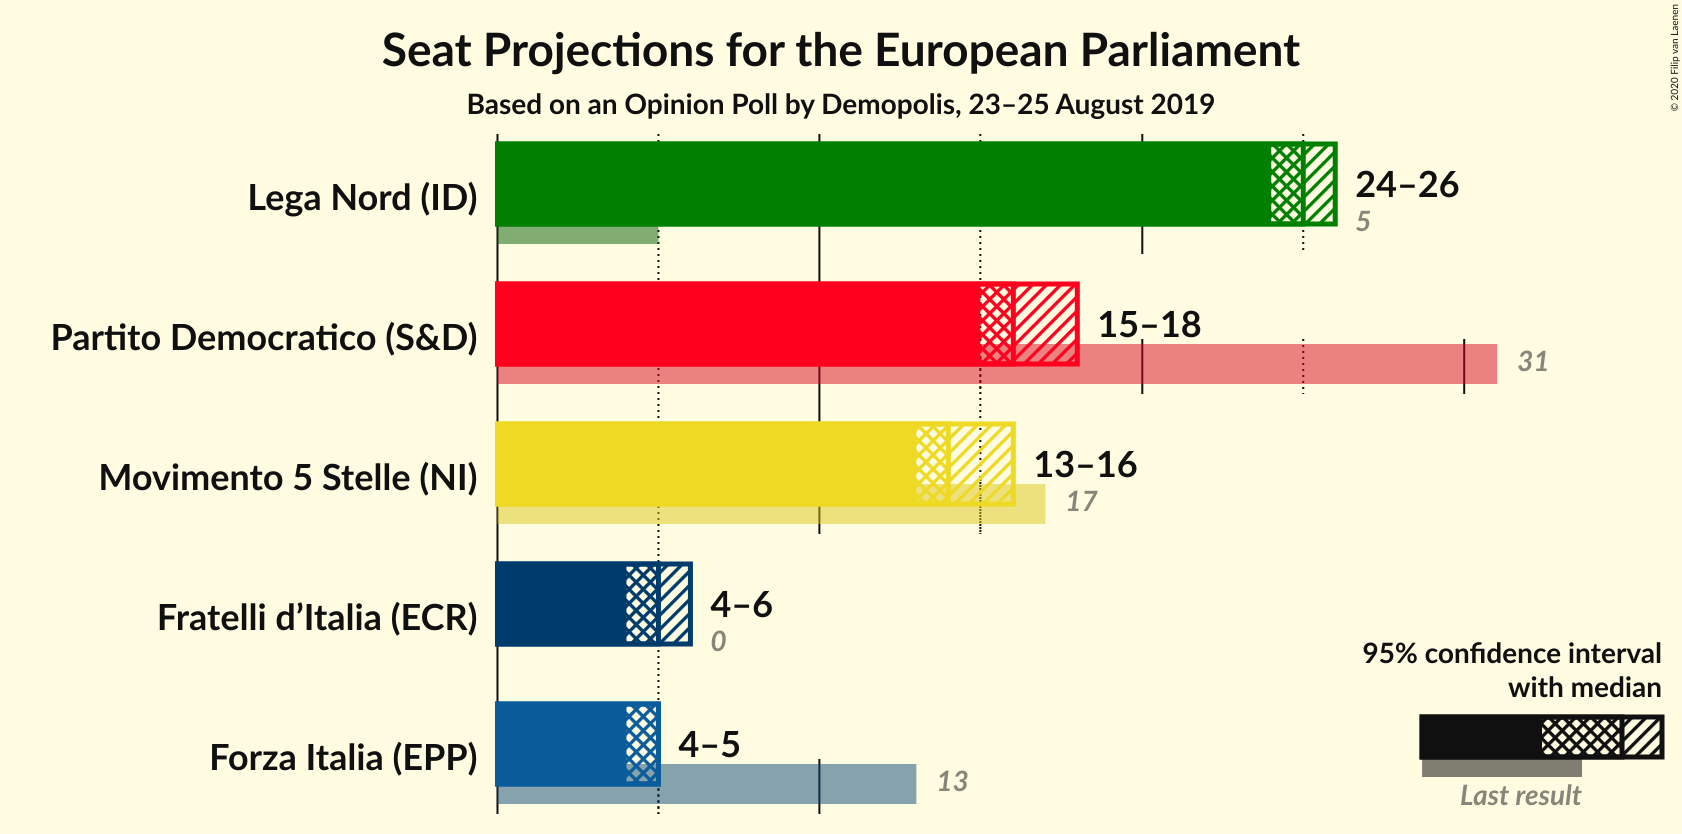 Seat Projections for the European Parliament
Based on an Opinion Poll by Demopolis, 23–25 August 2019
© 2020 Filip van Laenen
Lega Nord (ID)
24–26
5
Partito Democratico (S&D)
15–18
31
Movimento 5 Stelle (NI)
13–16
17
Fratelli d’Italia (ECR)
4–6
0
Forza Italia (EPP)
4–5
13
95% confidence interval
with median
Last result